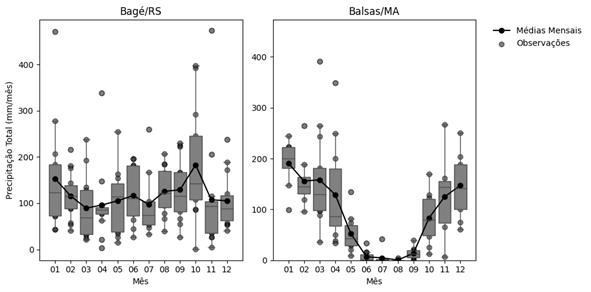 Bagé/RS
Balsas/MA
Médias Mensais
Observações
Precipitação Total (mm/mês)
400
300
200
100
0
01 02 03 04 05 06 07 08 09 10 11 12
Mês
400
300
200
100
0
01 02 03 04 05 06 07 08 09 10 11 12
Mês